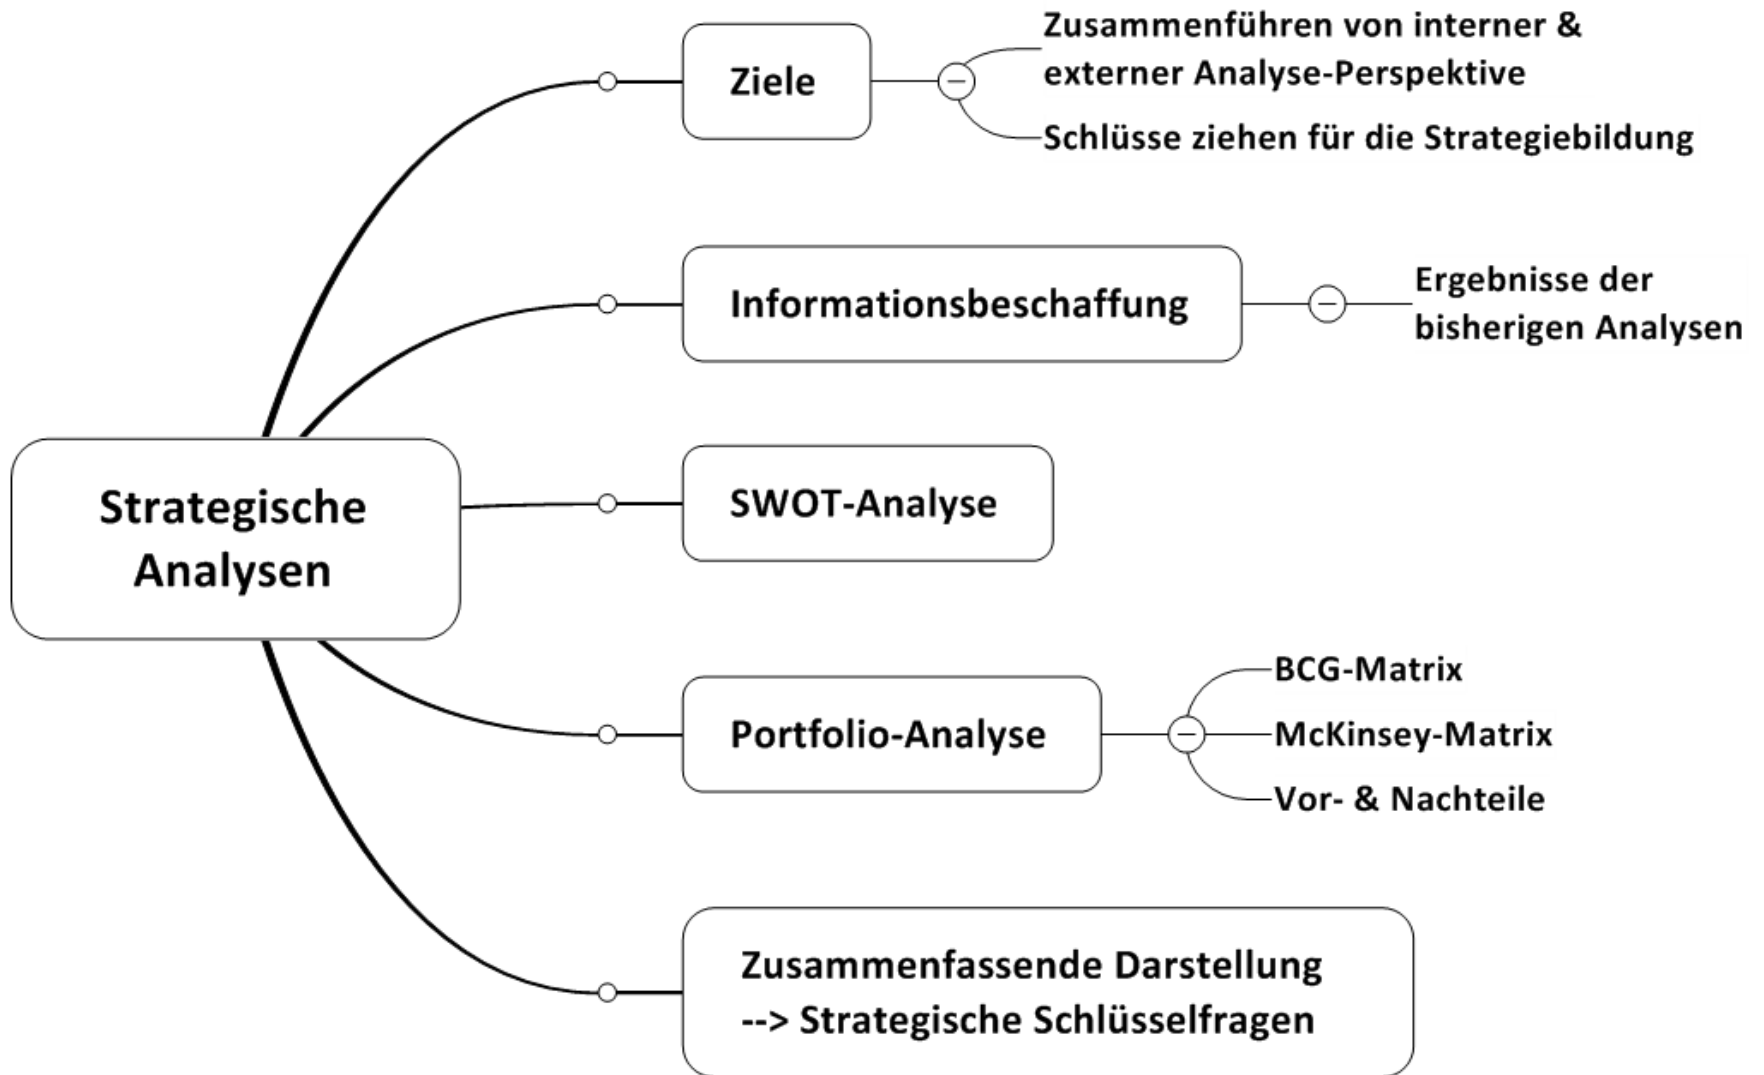 Strategische
Analysen
Ziele
Zusammenführen von interner &
externer Analyse-Perspektive
Schlüsse ziehen für die Strategiebildung
Informationsbeschaffung
Ergebnisse der
bisherigen Analysen
SWOT-Analyse
Portfolio-Analyse
BCG-Matrix
McKinsey-Matrix
Vor- & Nachteile
Zusammenfassende Darstellung
--> Strategische Schlüsselfragen